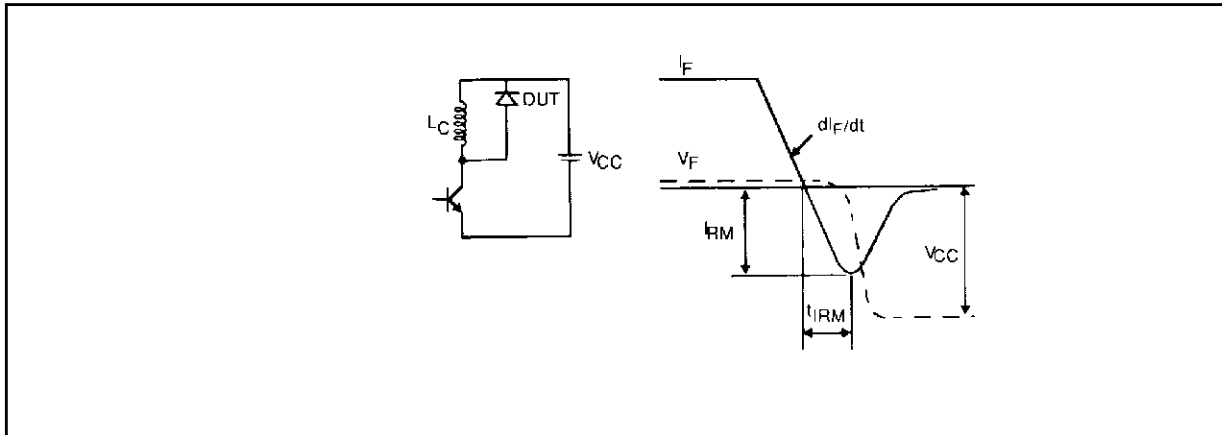 L_C
DUT
V_CC
I_F
dI_F/dt
V_F
I_RM
t_IRM
V_CC